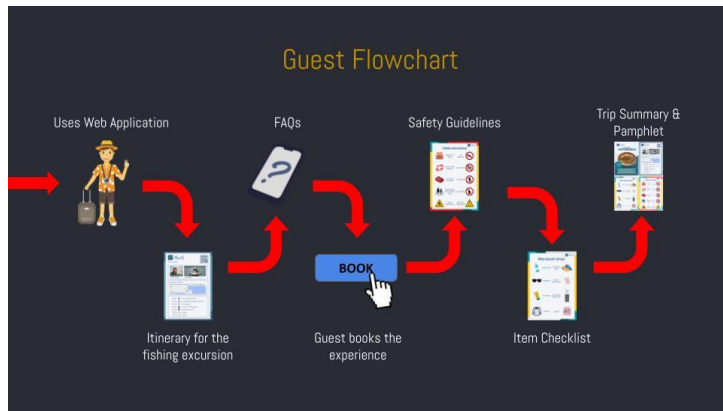 Guest Flowchart
Uses Web Application
FAQs
Safety Guidelines
Trip Summary &
Pamphlet
?
BOOK
Itinerary for the
fishing excursion
Guest books the
experience
Item Checklist